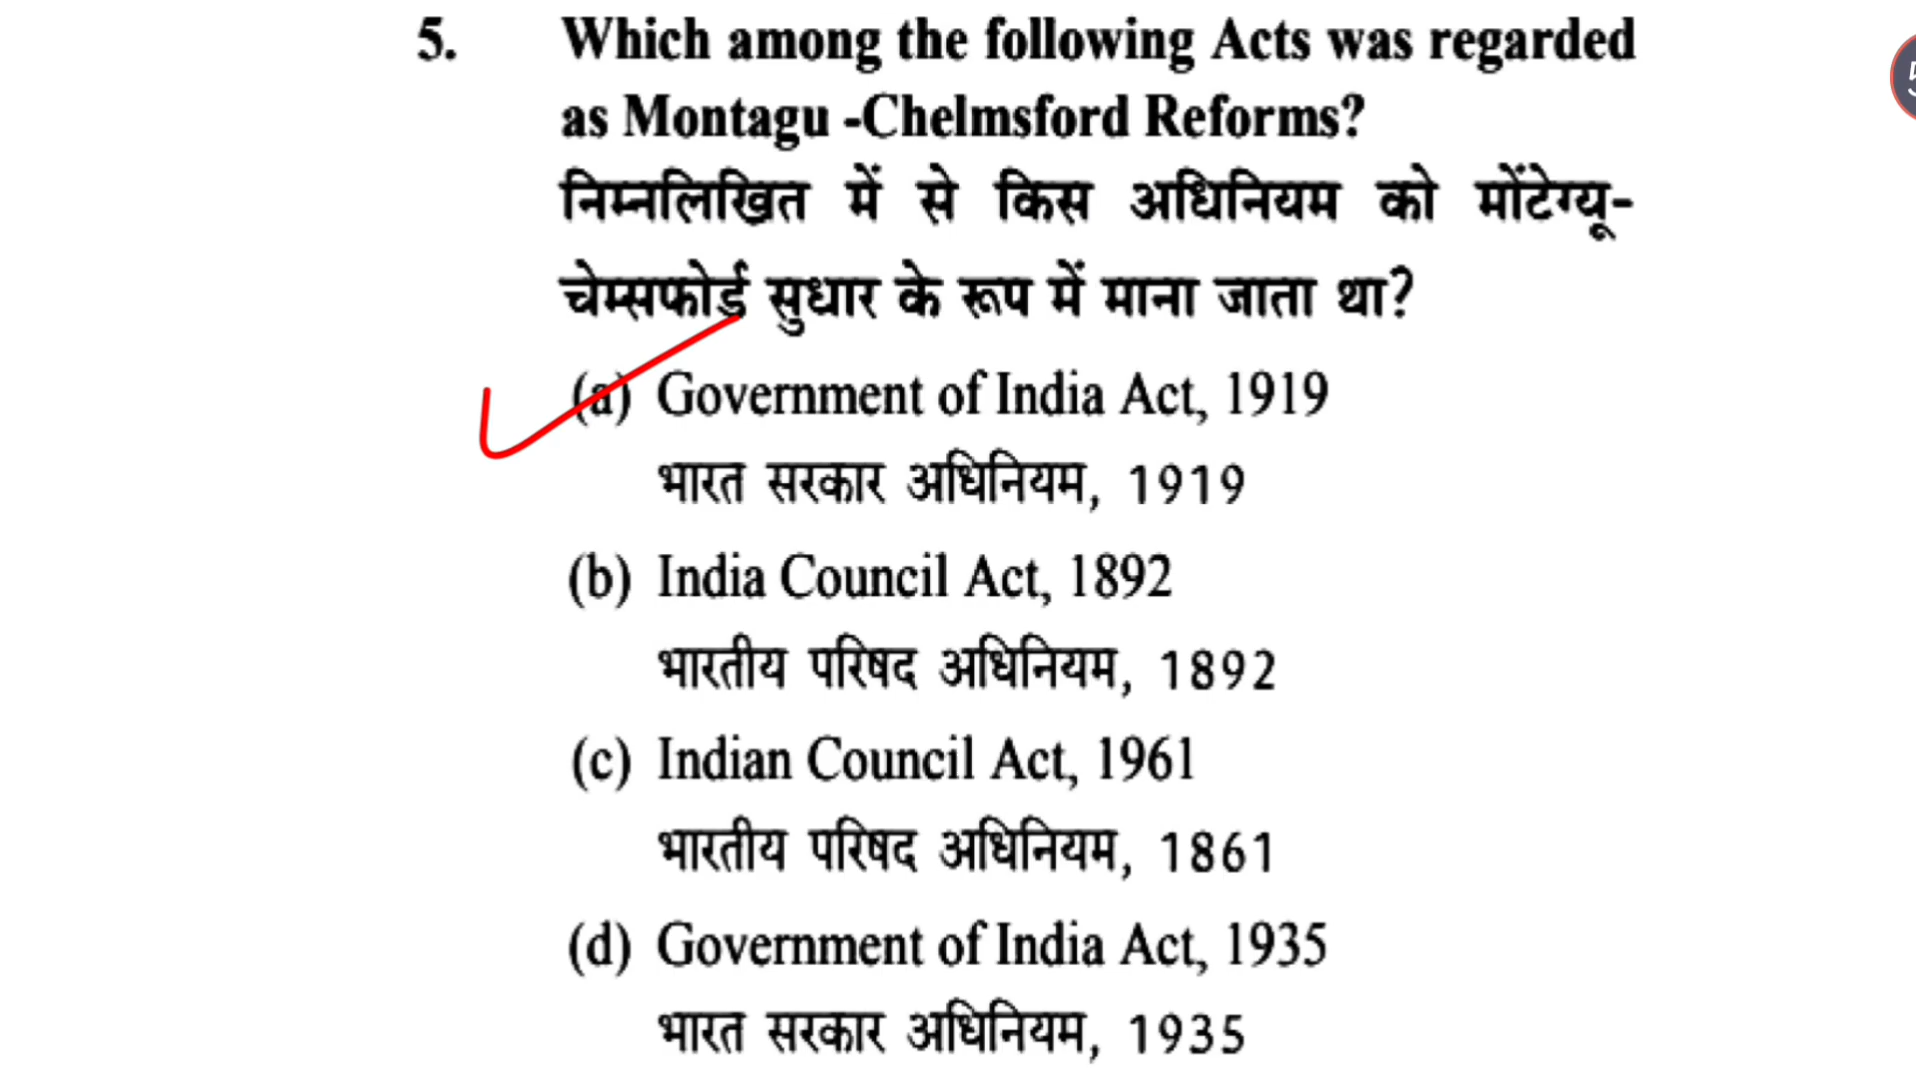 5. Which among the following Acts was regarded
as Montagu -Chelmsford Reforms?
निम्नलिखित में से किस अधिनियम को मोंटेग्यू-
चेम्सफोर्ड सुधार के रूप में माना जाता था?
(a) Government of India Act, 1919
भारत सरकार अधिनियम, 1919
(b) India Council Act, 1892
भारतीय परिषद अधिनियम, 1892
(c) Indian Council Act, 1961
भारतीय परिषद अधिनियम, 1861
(d) Government of India Act, 1935
भारत सरकार अधिनियम, 1935